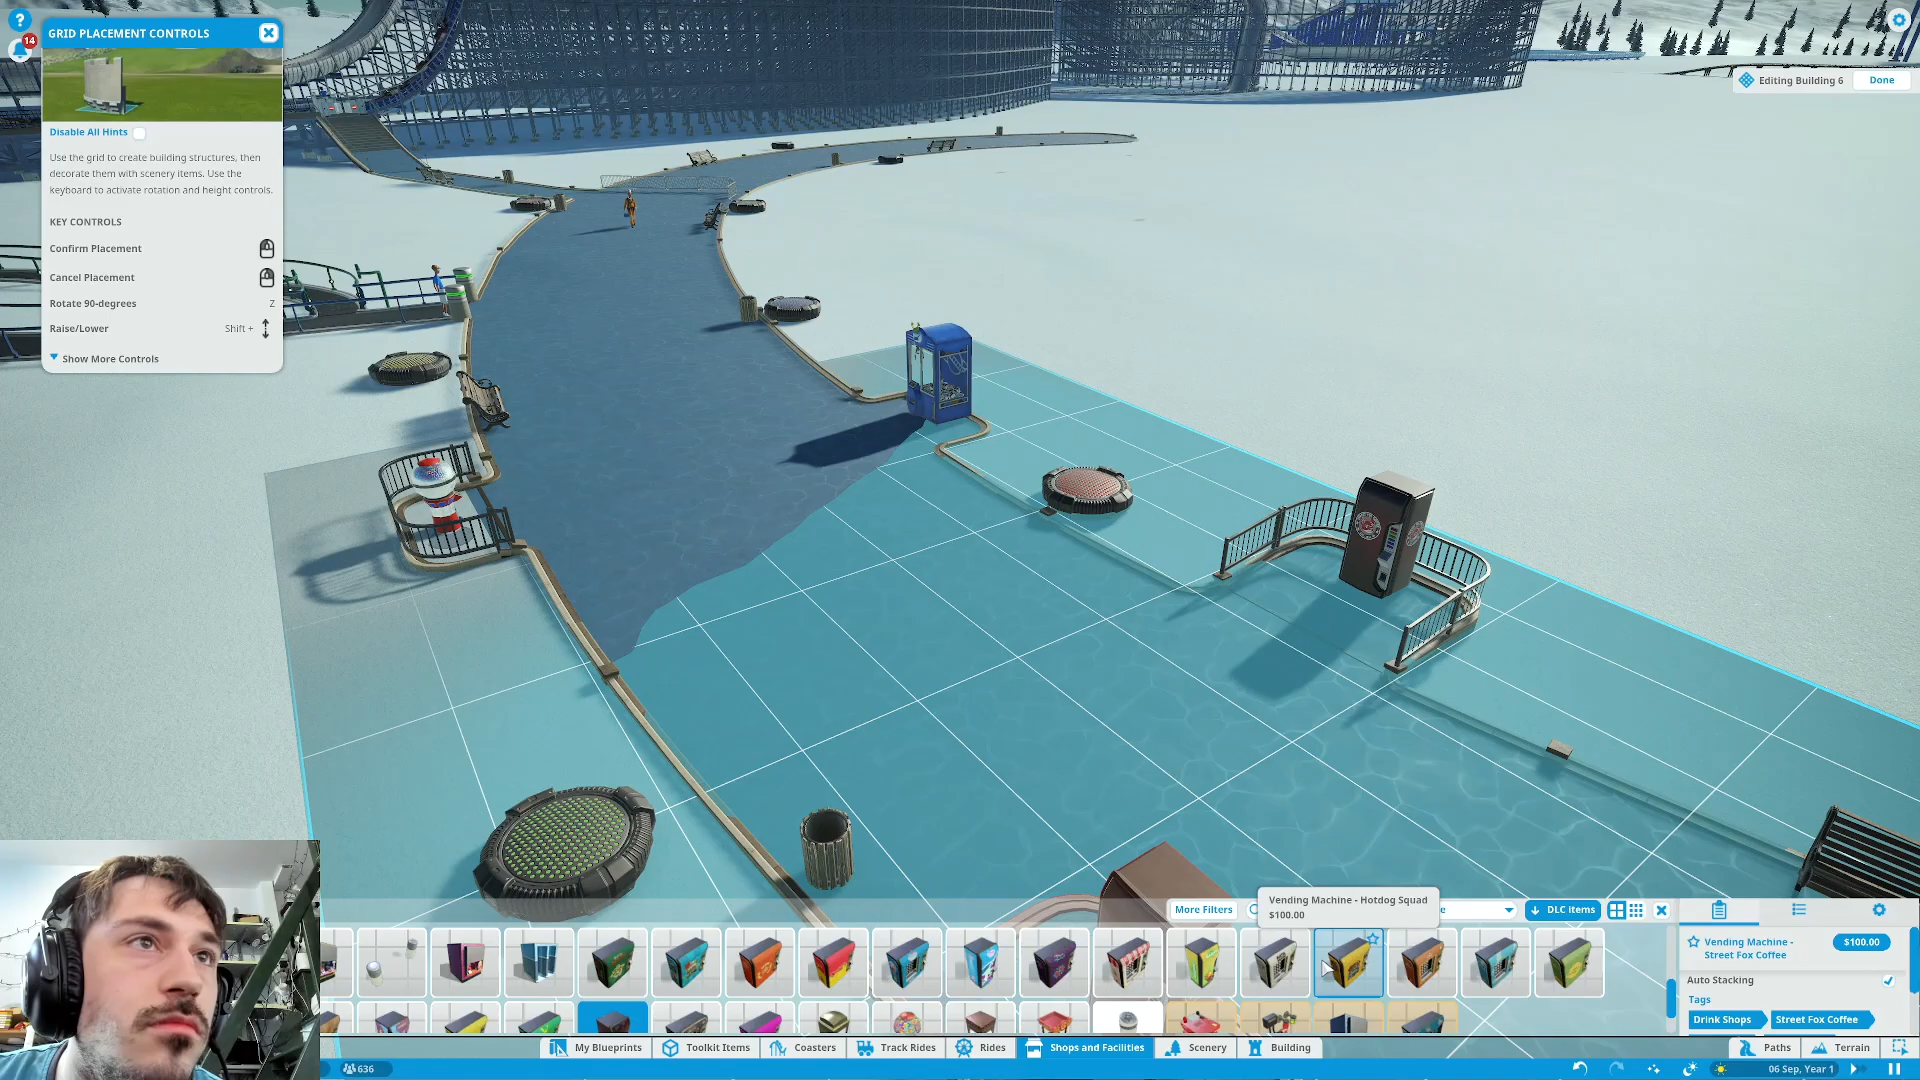 ?
14
GRID PLACEMENT CONTROLS
Disable All Hints
Use the grid to create building structures, then
decorate them with scenery items. Use the
keyboard to activate rotation and height controls.
KEY CONTROLS
Confirm Placement
Cancel Placement
Rotate 90-degrees Z
Raise/Lower Shift +
Show More Controls
Editing Building 6
Done
Vending Machine - Hotdog Squad
$100.00
More Filters
DLC items
Vending Machine -
Street Fox Coffee
$100.00
Auto Stacking
Tags
Drink Shops
Street Fox Coffee
My Blueprints
Toolkit Items
Coasters
Track Rides
Rides
Shops and Facilities
Scenery
Building
Paths
Terrain
636
06 Sep, Year 1